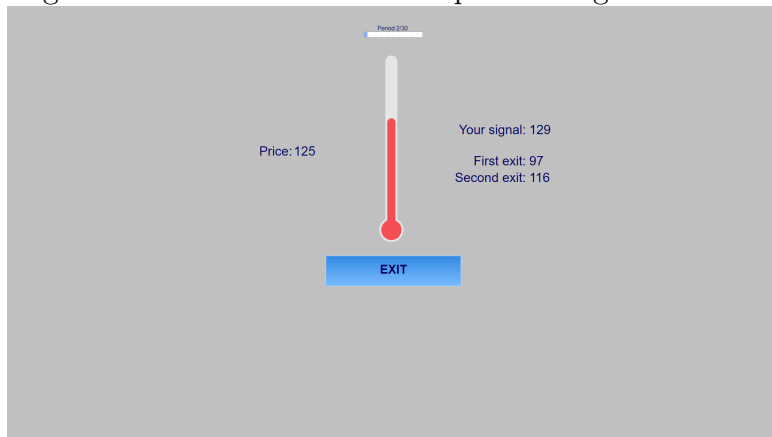 Period 2/30
Your signal: 129
Price: 125
First exit: 97
Second exit: 116
EXIT